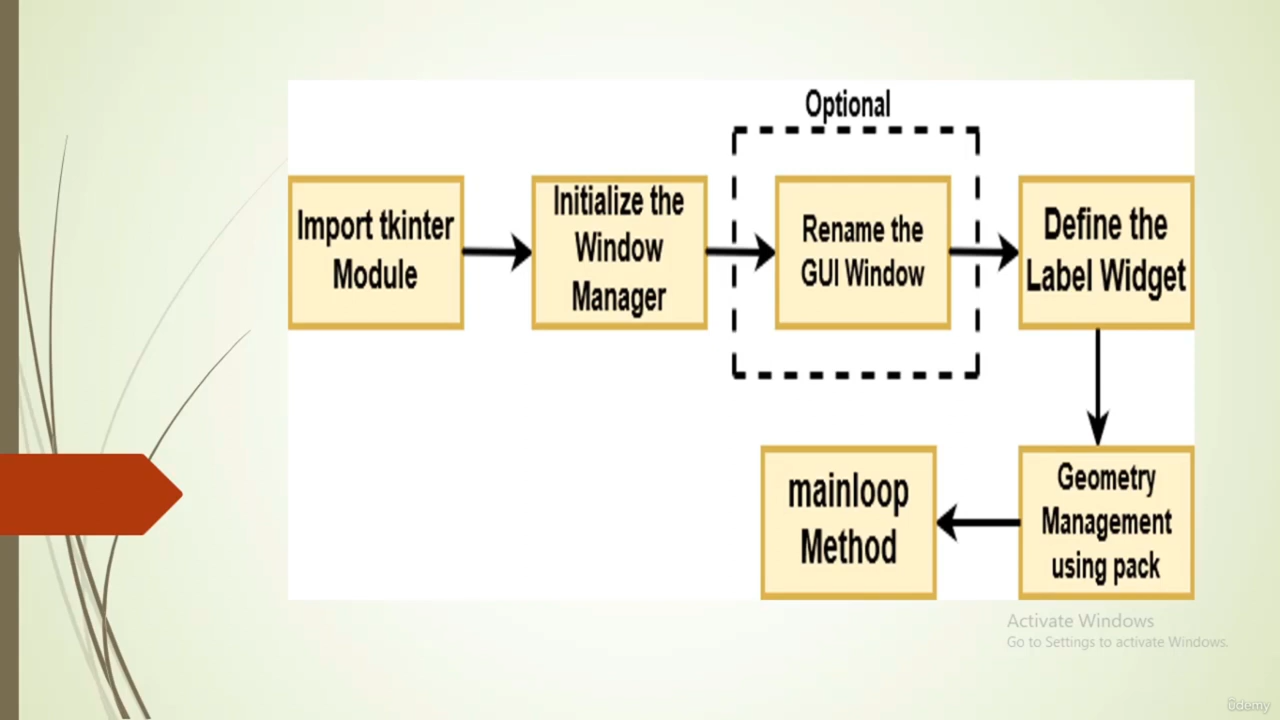 Optional
Import tkinter
Module
Initialize the
Window
Manager
Rename the
GUI Window
Define the
Label Widget
Geometry
Management
using pack
mainloop
Method
Activate Windows
Go to Settings to activate Windows.
ûdemy